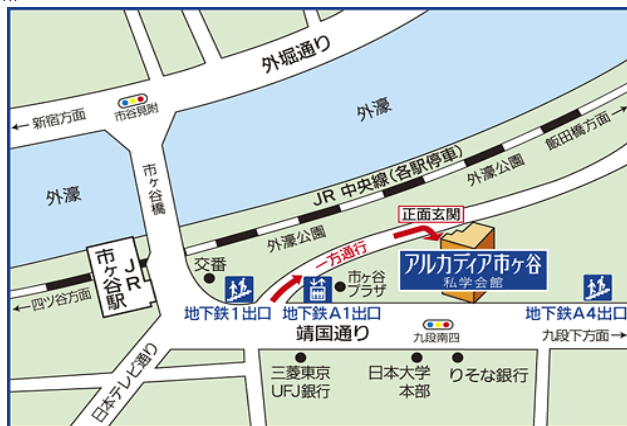 外堀通り
← 新宿方面
市谷見附
外濠
飯田橋方面→
市ヶ谷橋
JR 中央線(各駅停車)
外濠公園
外濠
正面玄関
外濠公園
一方通行
アルカディア市ヶ谷
私学会館
JR
市ヶ谷駅
交番
市ヶ谷
プラザ
←四ツ谷方面
地下鉄1出口
地下鉄A1出口
地下鉄A4出口
靖国通り
九段南四
九段下方面→
日本テレビ通り
三菱東京
UFJ銀行
日本大学
本部
りそな銀行